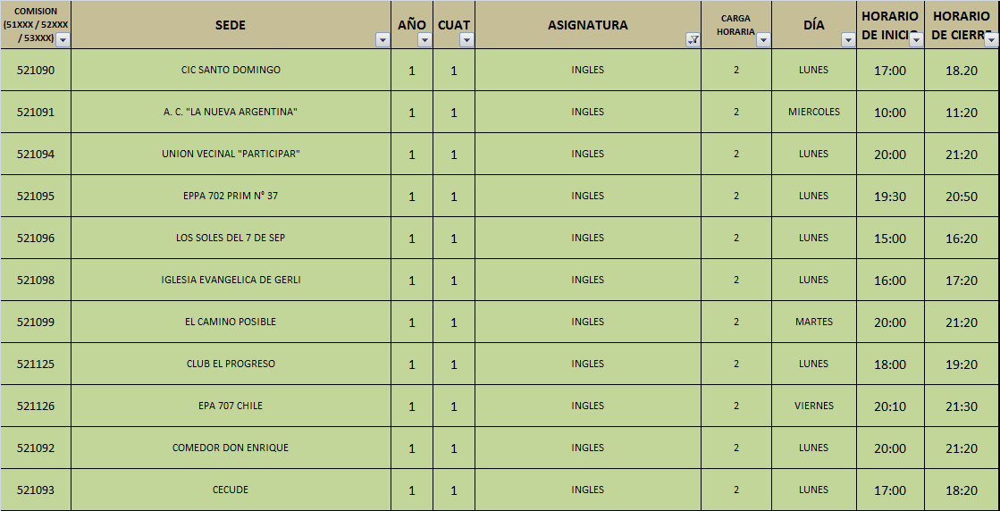 COMISION (51XXX / 52XXX / 53XXX) SEDE AÑO CUAT ASIGNATURA CARGA HORARIA DÍA HORARIO DE INICIO HORARIO DE CIERRE
521090 CIC SANTO DOMINGO 1 1 INGLES 2 LUNES 17:00 18.20
521091 A. C. "LA NUEVA ARGENTINA" 1 1 INGLES 2 MIERCOLES 10:00 11:20
521094 UNION VECINAL "PARTICIPAR" 1 1 INGLES 2 LUNES 20:00 21:20
521095 EPPA 702 PRIM N° 37 1 1 INGLES 2 LUNES 19:30 20:50
521096 LOS SOLES DEL 7 DE SEP 1 1 INGLES 2 LUNES 15:00 16:20
521098 IGLESIA EVANGELICA DE GERLI 1 1 INGLES 2 LUNES 16:00 17:20
521099 EL CAMINO POSIBLE 1 1 INGLES 2 MARTES 20:00 21:20
521125 CLUB EL PROGRESO 1 1 INGLES 2 LUNES 18:00 19:20
521126 EPA 707 CHILE 1 1 INGLES 2 VIERNES 20:10 21:30
521092 COMEDOR DON ENRIQUE 1 1 INGLES 2 LUNES 20:00 21:20
521093 CECUDE 1 1 INGLES 2 LUNES 17:00 18:20